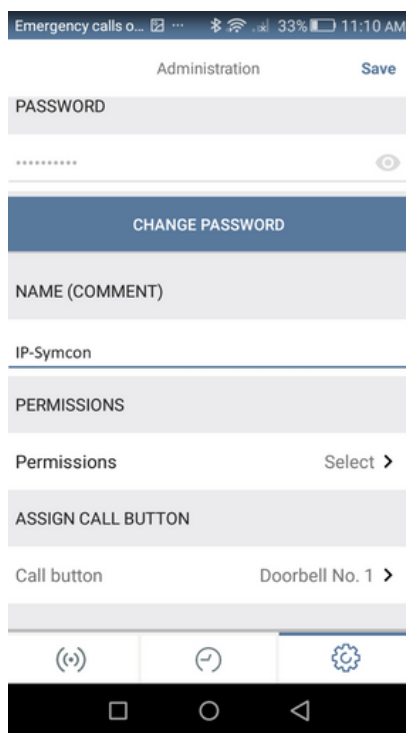 Emergency calls o... ... 33% 11:10 AM
Administration Save
PASSWORD
··········
CHANGE PASSWORD
NAME (COMMENT)
IP-Symcon
PERMISSIONS
Permissions Select >
ASSIGN CALL BUTTON
Call button Doorbell No. 1 >